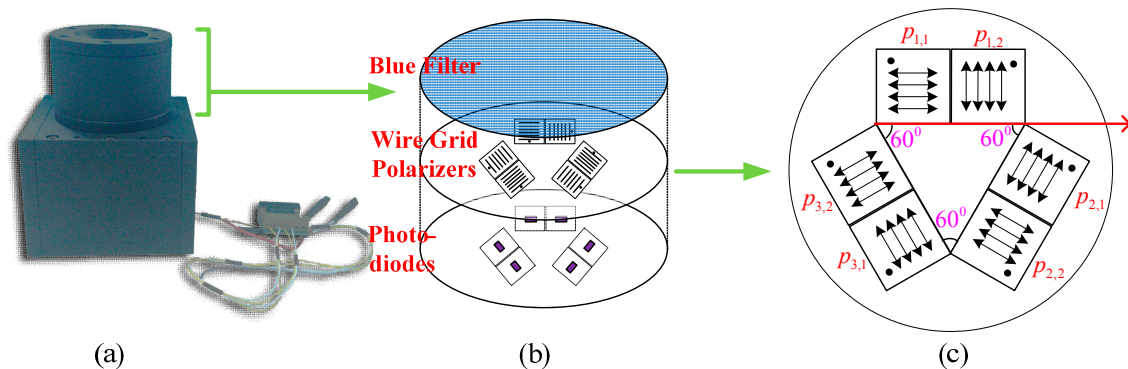 Blue Filter
Wire Grid
Polarizers
Photo-
diodes
p1,1 p1,2
60⁰ 60⁰
p3,2 p2,1
60⁰
p3,1 p2,2
(a) (b) (c)